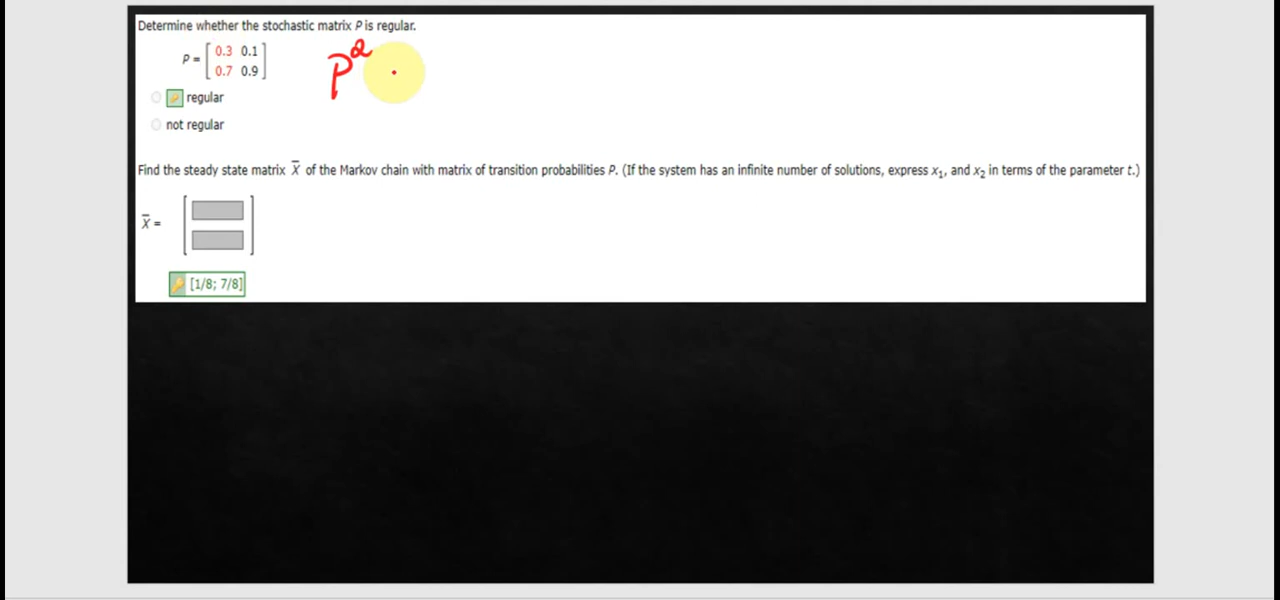 Determine whether the stochastic matrix P is regular.
P = [ 0.3 0.1
0.7 0.9 ]
P²
regular
not regular
Find the steady state matrix X̅ of the Markov chain with matrix of transition probabilities P. (If the system has an infinite number of solutions, express x₁, and x₂ in terms of the parameter t.)
X̅ =
[1/8; 7/8]